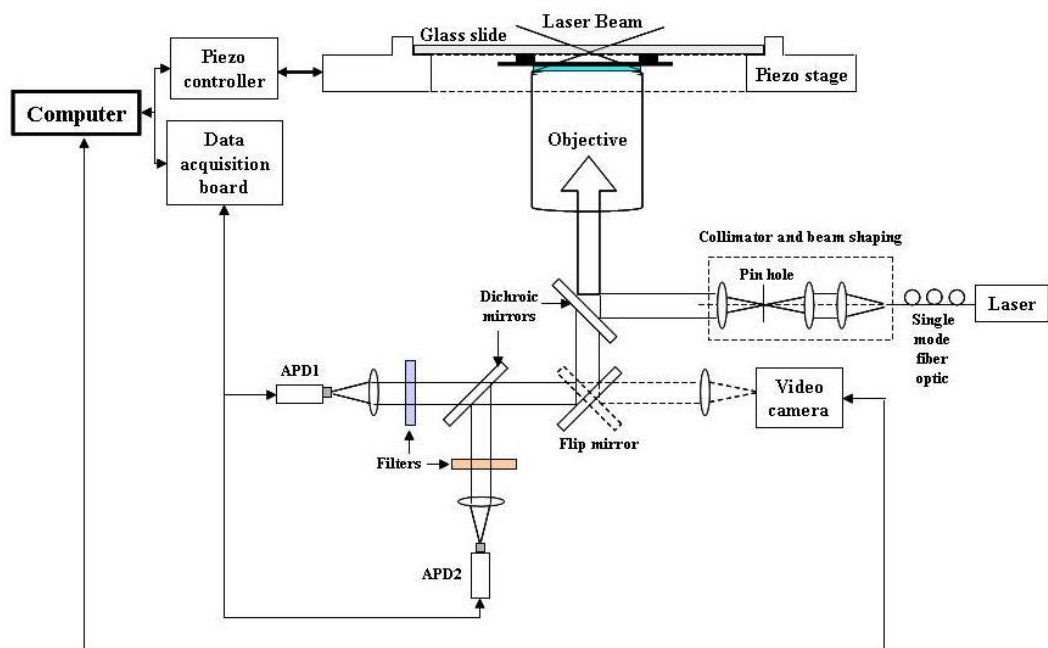 Laser Beam
Glass slide
Piezo
controller
Piezo stage
Computer
Data
acquisition
board
Objective
Collimator and beam shaping
Pin hole
Laser
Single
mode
fiber
optic
Dichroic
mirrors
APD1
Video
camera
Flip mirror
Filters
APD2